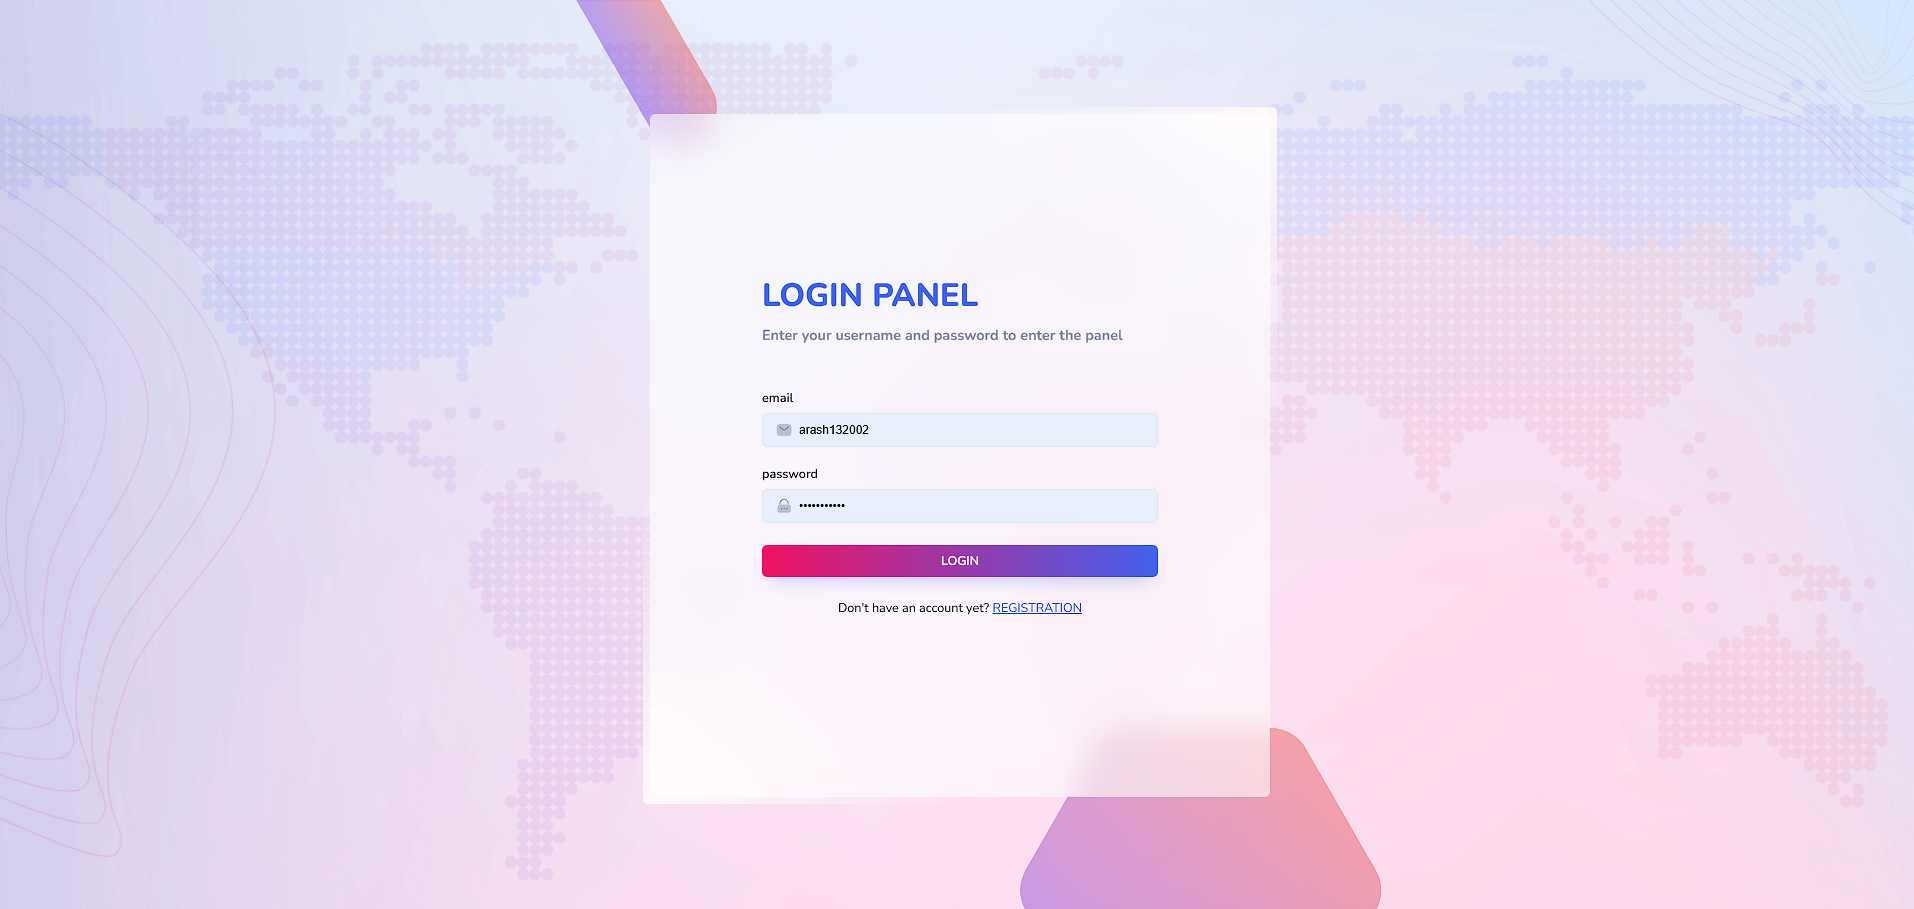 LOGIN PANEL
Enter your username and password to enter the panel
email
arash132002
password
•••••••••••
LOGIN
Don't have an account yet? REGISTRATION